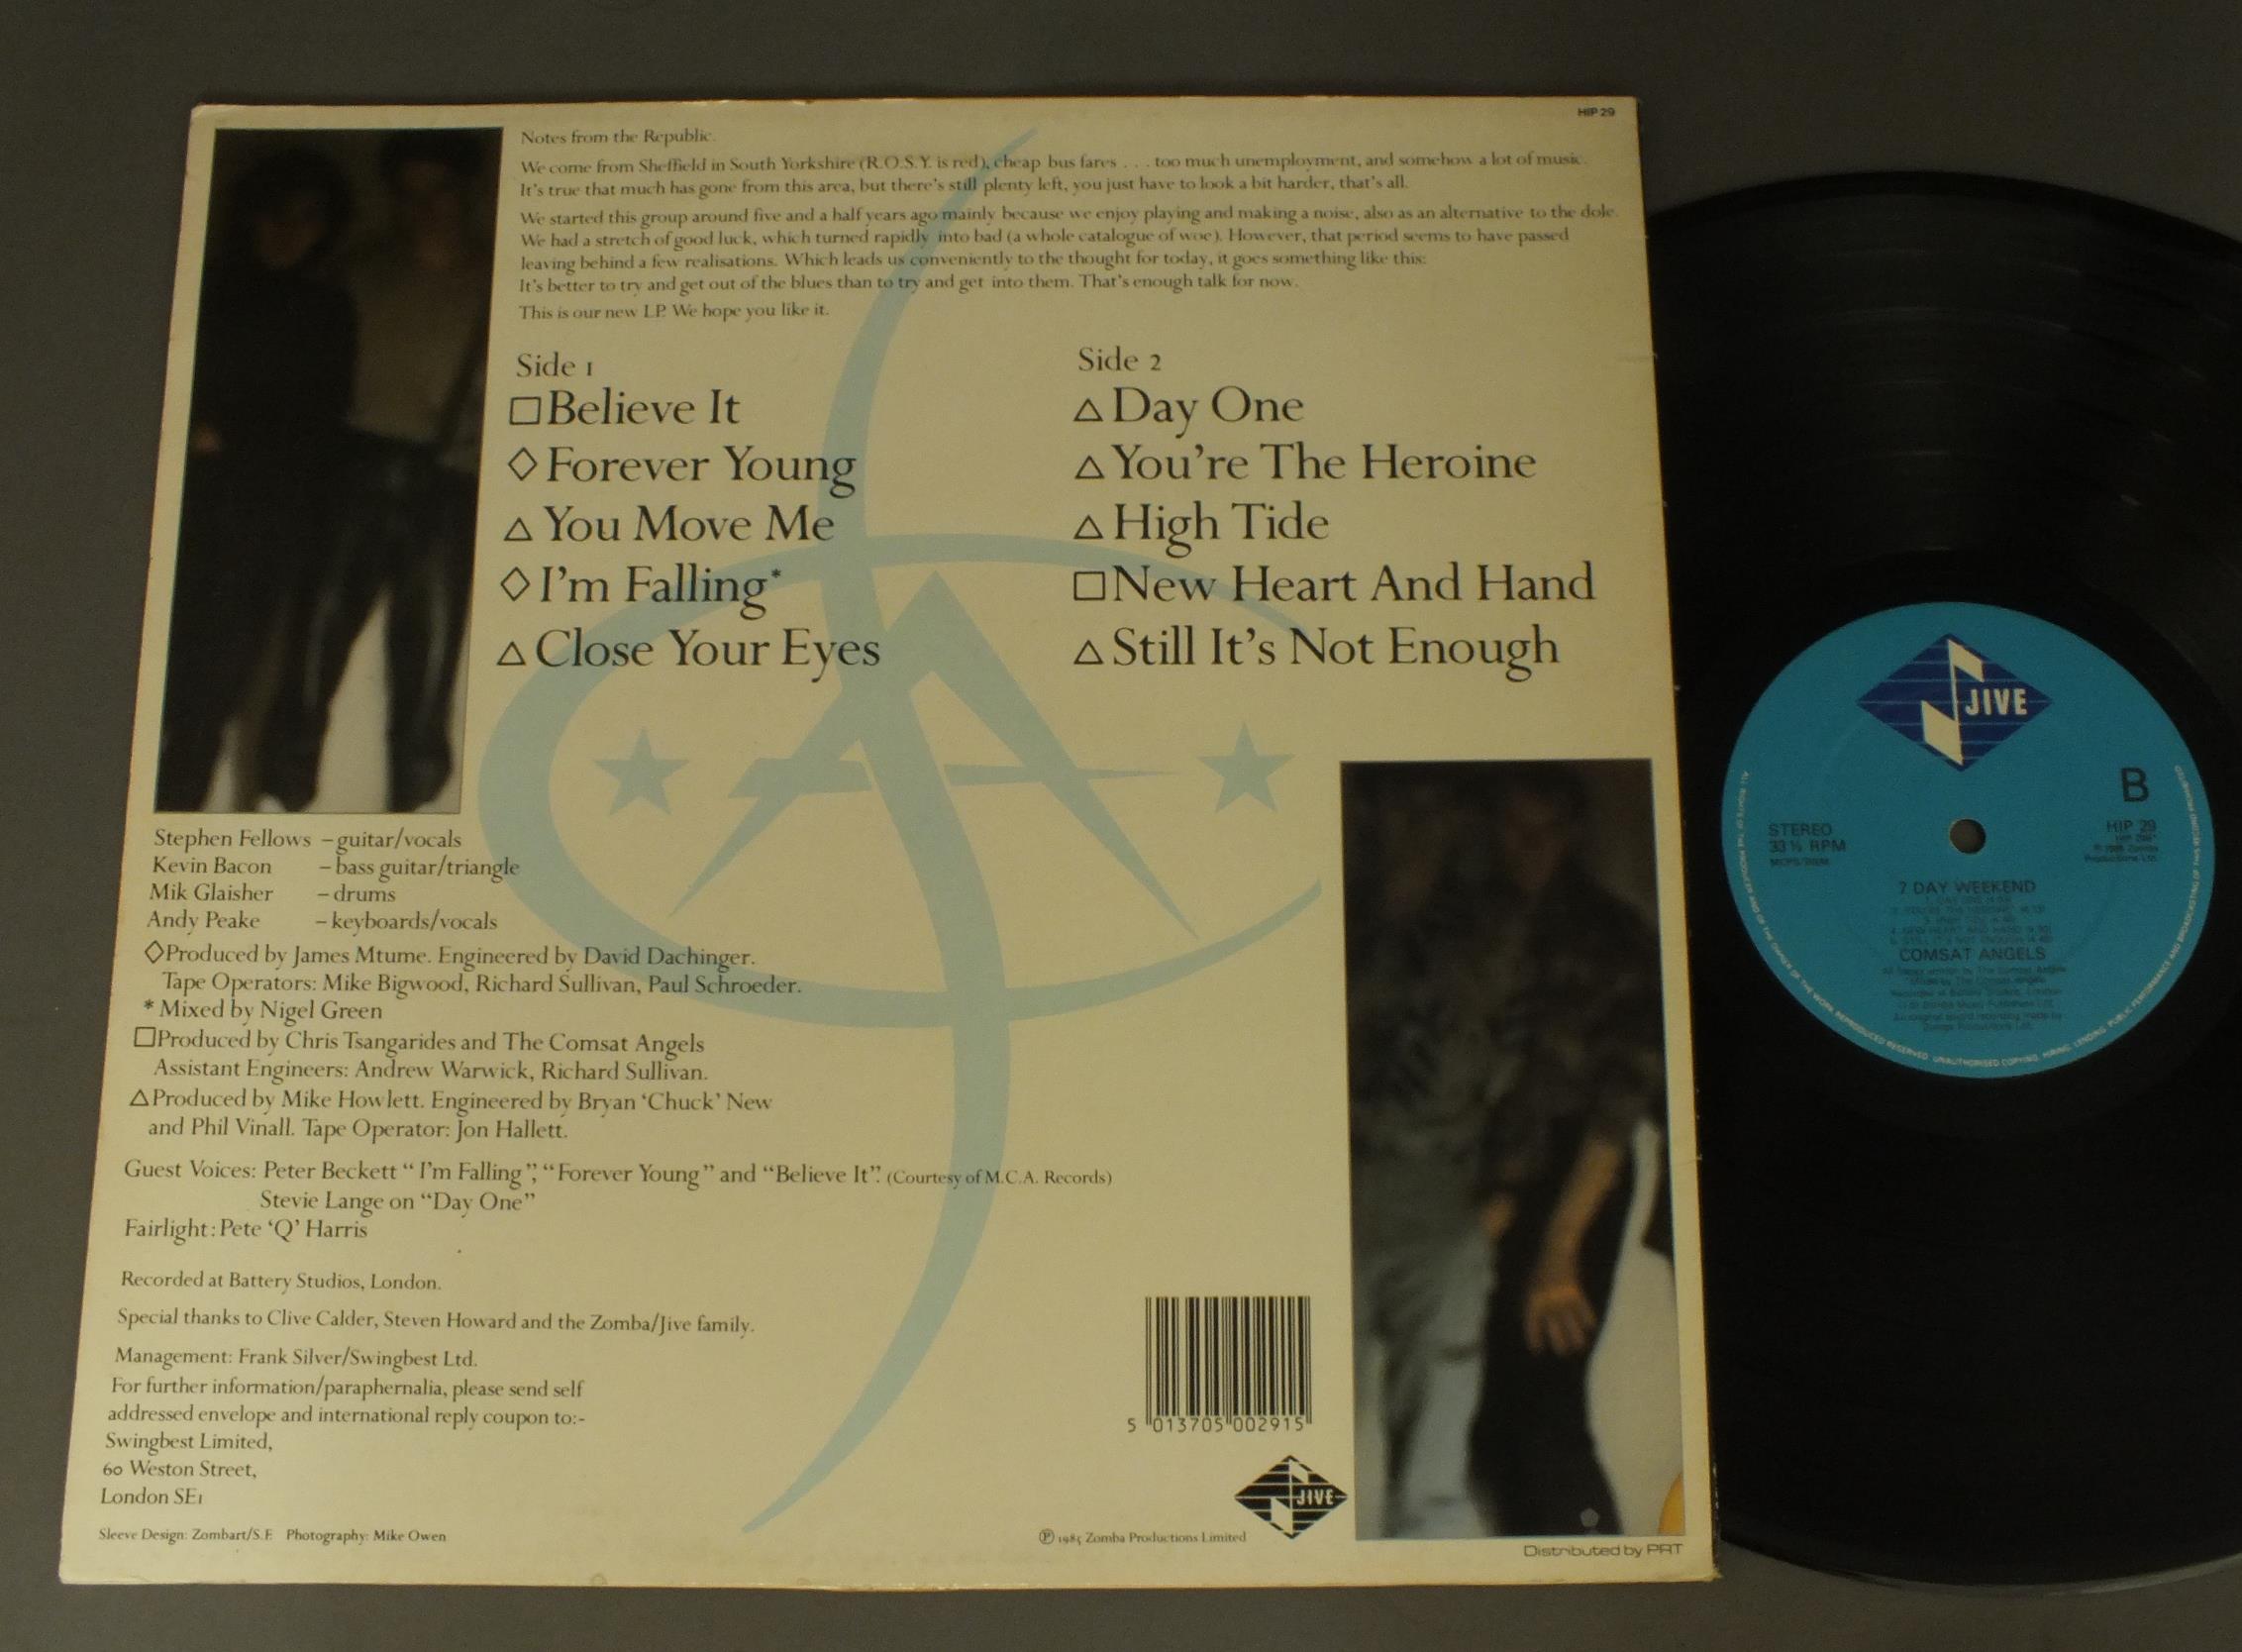 HIP 29
Notes from the Republic.
We come from Sheffield in South Yorkshire (R.O.S.Y. is red), cheap bus fares . . . too much unemployment, and somehow a lot of music.
It's true that much has gone from this area, but there's still plenty left, you just have to look a bit harder, that's all.
We started this group around five and a half years ago mainly because we enjoy playing and making a noise, also as an alternative to the dole.
We had a stretch of good luck, which turned rapidly into bad (a whole catalogue of woe). However, that period seems to have passed
leaving behind a few realisations. Which leads us conveniently to the thought for today, it goes something like this:
It's better to try and get out of the blues than to try and get into them. That's enough talk for now.
This is our new LP. We hope you like it.
Side 1
□Believe It
◇Forever Young
△You Move Me
◇I'm Falling*
△Close Your Eyes
Side 2
△Day One
△You're The Heroine
△High Tide
□New Heart And Hand
△Still It's Not Enough
Stephen Fellows – guitar/vocals
Kevin Bacon – bass guitar/triangle
Mik Glaisher – drums
Andy Peake – keyboards/vocals
◇Produced by James Mtume. Engineered by David Dachinger.
Tape Operators: Mike Bigwood, Richard Sullivan, Paul Schroeder.
* Mixed by Nigel Green
□Produced by Chris Tsangarides and The Comsat Angels
Assistant Engineers: Andrew Warwick, Richard Sullivan.
△Produced by Mike Howlett. Engineered by Bryan 'Chuck' New
and Phil Vinall. Tape Operator: Jon Hallett.
Guest Voices: Peter Beckett “I'm Falling”, “Forever Young” and “Believe It”. (Courtesy of M.C.A. Records)
Stevie Lange on “Day One”
Fairlight: Pete 'Q' Harris
Recorded at Battery Studios, London.
Special thanks to Clive Calder, Steven Howard and the Zomba/Jive family.
Management: Frank Silver/Swingbest Ltd.
For further information/paraphernalia, please send self
addressed envelope and international reply coupon to:-
Swingbest Limited,
60 Weston Street,
London SE1
Sleeve Design: Zombart/S.F. Photography: Mike Owen
5 013705 002915
JIVE
℗ 1985 Zomba Productions Limited
Distributed by PRT
JIVE
B
STEREO
33⅓ RPM
HIP 29
7 DAY WEEKEND
4. NEW HEART AND HAND
COMSAT ANGELS